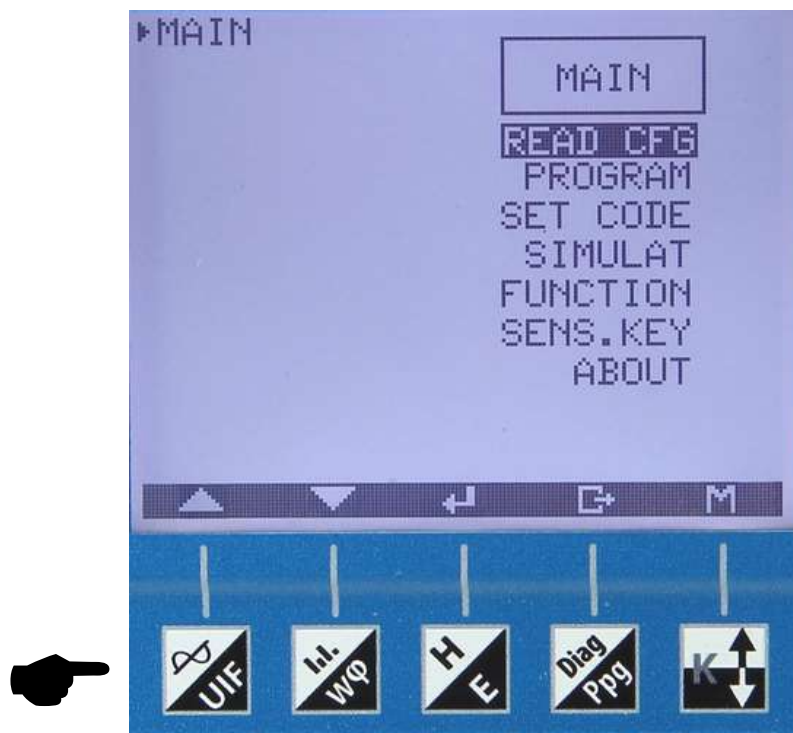 MAIN
MAIN
READ CFG
PROGRAM
SET CODE
SIMULAT
FUNCTION
SENS.KEY
ABOUT
M
UIF
h.l.
Wφ
H
E
Diag
Ppg
K